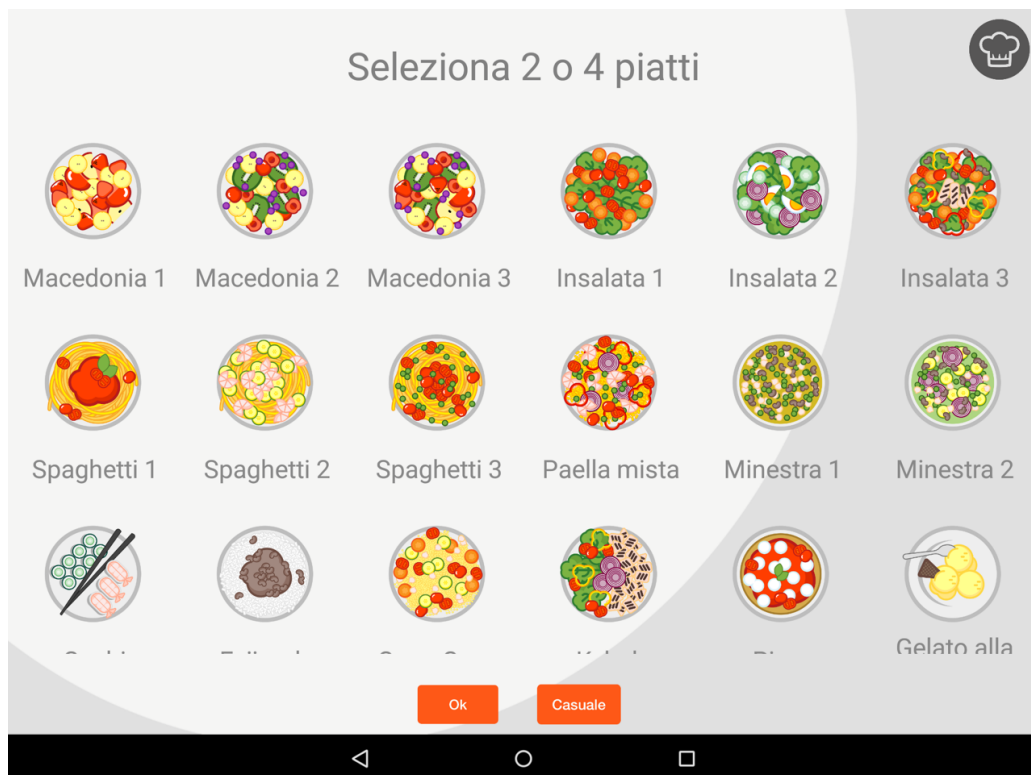 Seleziona 2 o 4 piatti
Macedonia 1 Macedonia 2 Macedonia 3 Insalata 1 Insalata 2 Insalata 3
Spaghetti 1 Spaghetti 2 Spaghetti 3 Paella mista Minestra 1 Minestra 2
Gelato alla
Ok Casuale